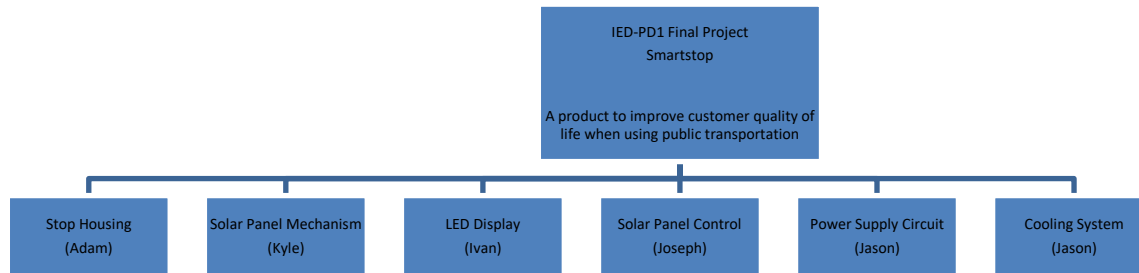 IED-PD1 Final Project
Smartstop
A product to improve customer quality of
life when using public transportation
Stop Housing
(Adam)
Solar Panel Mechanism
(Kyle)
LED Display
(Ivan)
Solar Panel Control
(Joseph)
Power Supply Circuit
(Jason)
Cooling System
(Jason)